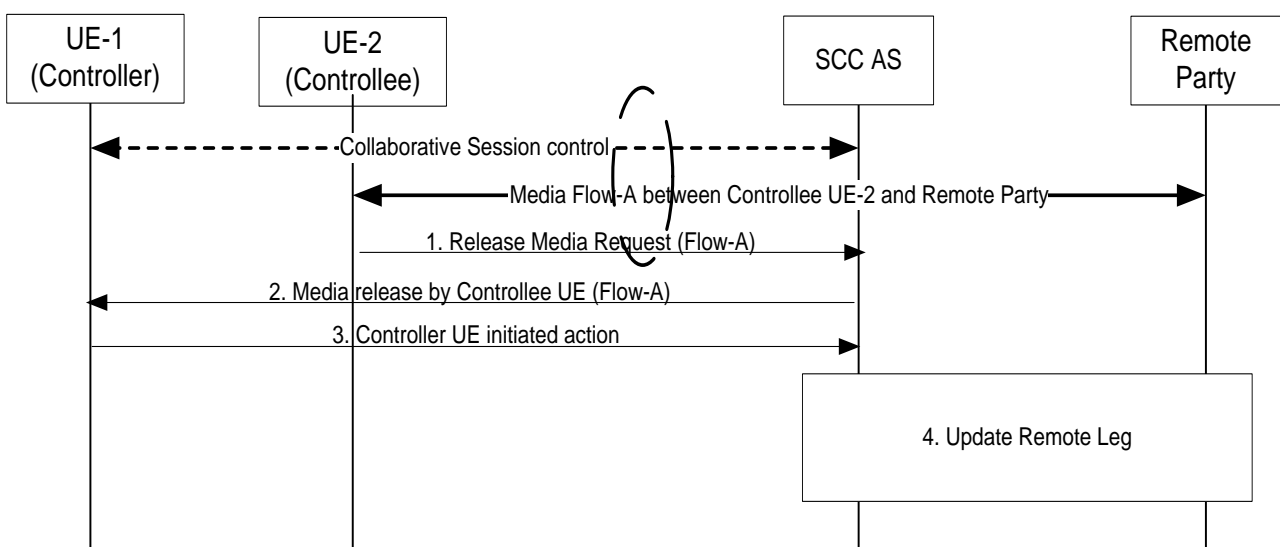 UE-1
(Controller)
UE-2
(Controllee)
SCC AS
Remote
Party
Collaborative Session control
Media Flow-A between Controllee UE-2 and Remote Party
1. Release Media Request (Flow-A)
2. Media release by Controllee UE (Flow-A)
3. Controller UE initiated action
4. Update Remote Leg